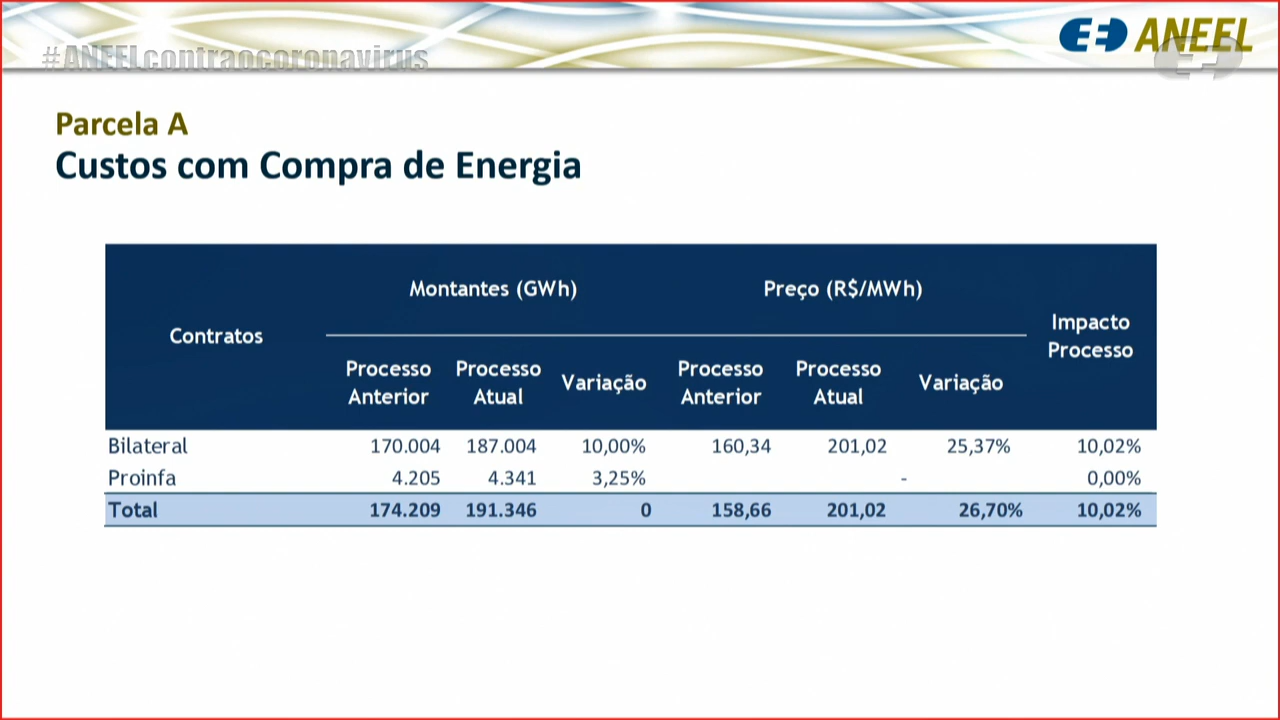 #ANEELcontraocoronavirus
ANEEL
Parcela A
Custos com Compra de Energia
Contratos Montantes (GWh) Preço (R$/MWh) Impacto Processo
Processo Anterior Processo Atual Variação Processo Anterior Processo Atual Variação
Bilateral 170.004 187.004 10,00% 160,34 201,02 25,37% 10,02%
Proinfa 4.205 4.341 3,25% - 0,00%
Total 174.209 191.346 0 158,66 201,02 26,70% 10,02%